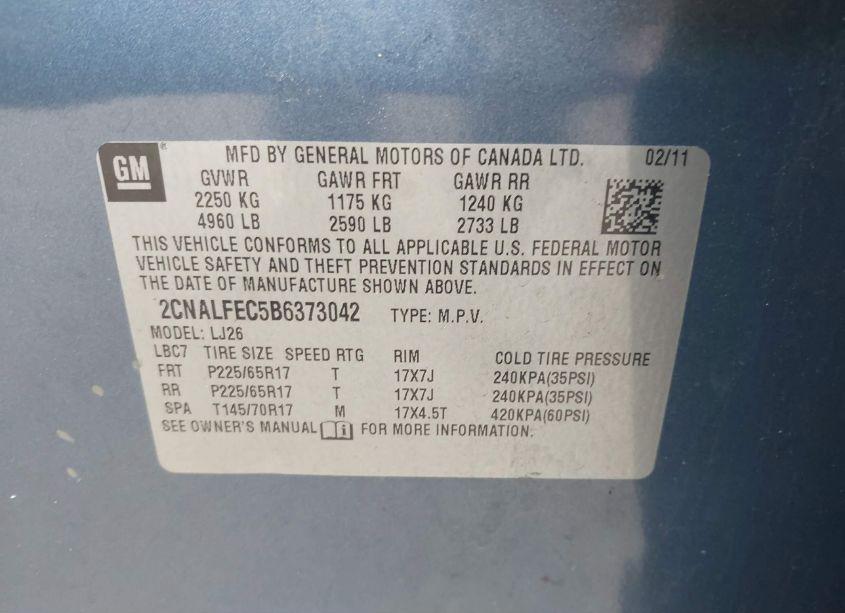 GM ® MFD BY GENERAL MOTORS OF CANADA LTD. 02/11
GVWR GAWR FRT GAWR RR
2250 KG 1175 KG 1240 KG
4960 LB 2590 LB 2733 LB
THIS VEHICLE CONFORMS TO ALL APPLICABLE U.S. FEDERAL MOTOR
VEHICLE SAFETY AND THEFT PREVENTION STANDARDS IN EFFECT ON
THE DATE OF MANUFACTURE SHOWN ABOVE.
2CNALFEC5B6373042 TYPE: M.P.V.
MODEL: LJ26
LBC7 TIRE SIZE SPEED RTG RIM COLD TIRE PRESSURE
FRT P225/65R17 T 17X7J 240KPA(35PSI)
RR P225/65R17 T 17X7J 240KPA(35PSI)
SPA T145/70R17 M 17X4.5T 420KPA(60PSI)
SEE OWNER'S MANUAL i FOR MORE INFORMATION.